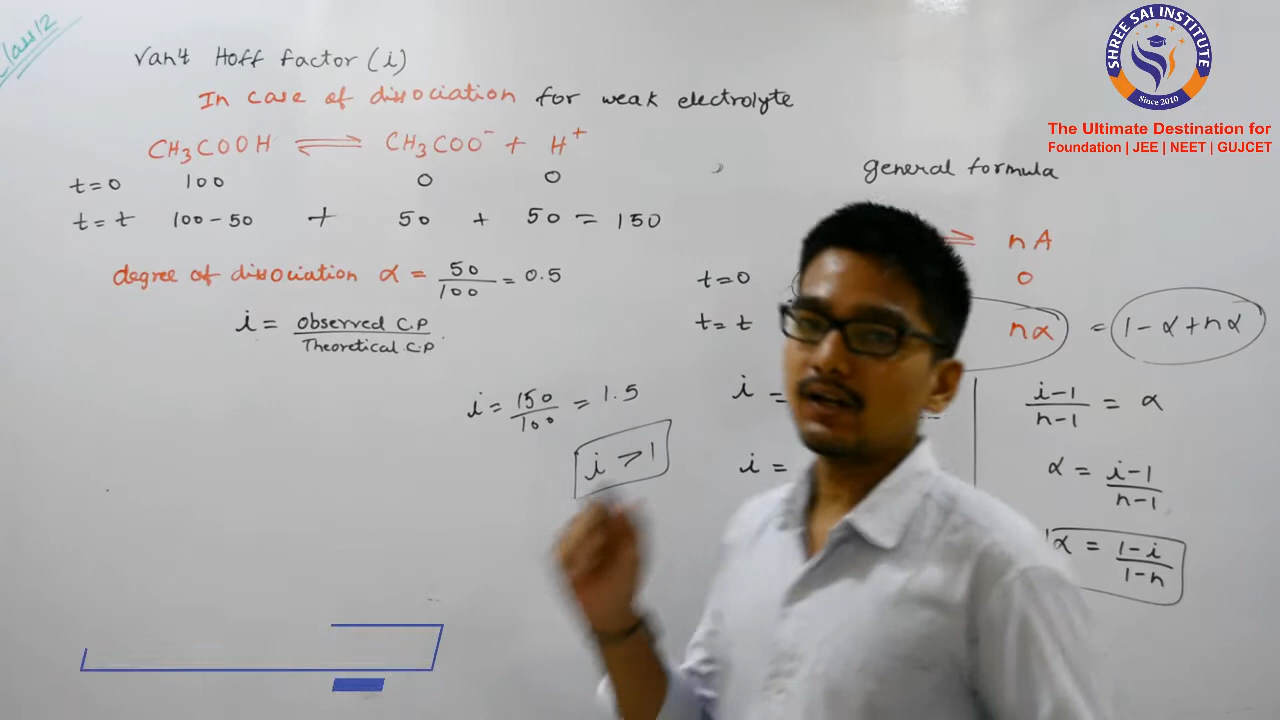 Class 12
Van't Hoff factor (i)
In case of dissociation for weak electrolyte
CH₃COOH ⇌ CH₃COO⁻ + H⁺
t=0 100 0 0
t=t 100-50 + 50 + 50 = 150
degree of dissociation α = 50/100 = 0.5
i = Observed C.P / Theoretical C.P
i = 150/100 = 1.5
i > 1
general formula
⇌ nA
t=0 0
t=t nα = 1-α+nα
i =
i =
i-1/n-1 = α
α = i-1/n-1
α = 1-i/1-n
SHREE SAI INSTITUTE
Since 2010
The Ultimate Destination for
Foundation | JEE | NEET | GUJCET